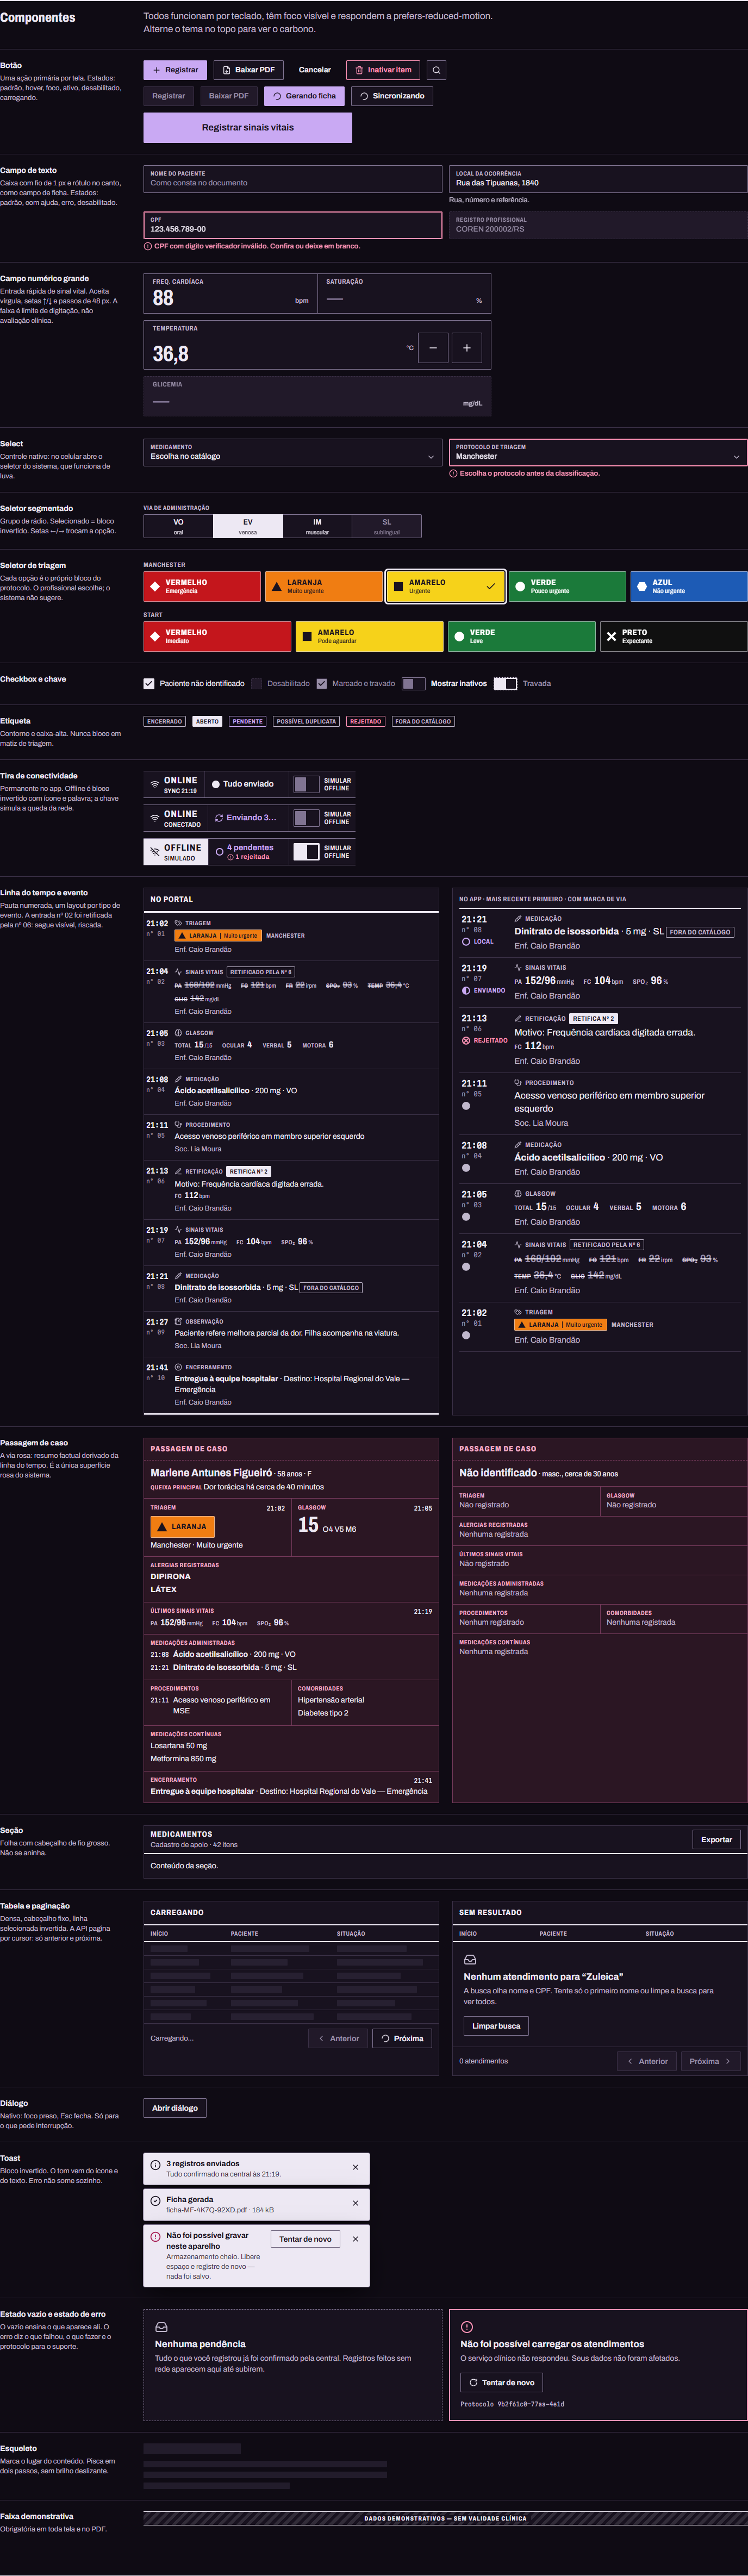 Componentes
Todos funcionam por teclado, têm foco visível e respondem a prefers-reduced-motion.
Alterne o tema no topo para ver o carbono.
Botão
Uma ação primária por tela. Estados:
padrão, hover, foco, ativo, desabilitado,
carregando.
Registrar
Baixar PDF
Cancelar
Inativar item
Registrar
Baixar PDF
Gerando ficha
Sincronizando
Registrar sinais vitais
Campo de texto
Caixa com fio de 1 px e rótulo no canto,
como campo de ficha. Estados:
padrão, com ajuda, erro, desabilitado.
NOME DO PACIENTE
Como consta no documento
LOCAL DA OCORRÊNCIA
Rua das Tipuanas, 1840
Rua, número e referência.
CPF
123.456.789-00
CPF com dígito verificador inválido. Confira ou deixe em branco.
REGISTRO PROFISSIONAL
COREN 200002/RS
Campo numérico grande
Entrada rápida de sinal vital. Aceita
vírgula, setas ↑/↓ e passos de 48 px. A
faixa é limite de digitação, não
avaliação clínica.
FREQ. CARDÍACA
88
bpm
SATURAÇÃO
—
%
TEMPERATURA
36,8
°C
GLICEMIA
—
mg/dL
Select
Controle nativo: no celular abre o
seletor do sistema, que funciona de
luva.
MEDICAMENTO
Escolha no catálogo
PROTOCOLO DE TRIAGEM
Manchester
Escolha o protocolo antes da classificação.
Seletor segmentado
Grupo de rádio. Selecionado = bloco
invertido. Setas ←/→ trocam a opção.
VIA DE ADMINISTRAÇÃO
VO
oral
EV
venosa
IM
muscular
SL
sublingual
Seletor de triagem
Cada opção é o próprio bloco do
protocolo. O profissional escolhe; o
sistema não sugere.
MANCHESTER
VERMELHO
Emergência
LARANJA
Muito urgente
AMARELO
Urgente
VERDE
Pouco urgente
AZUL
Não urgente
START
VERMELHO
Imediato
AMARELO
Pode aguardar
VERDE
Leve
PRETO
Expectante
Checkbox e chave
Paciente não identificado
Desabilitado
Marcado e travado
Mostrar inativos
Travada
Etiqueta
Contorno e caixa-alta. Nunca bloco em
matiz de triagem.
ENCERRADO
ABERTO
PENDENTE
POSSÍVEL DUPLICATA
REJEITADO
FORA DO CATÁLOGO
Tira de conectividade
Permanente no app. Offline é bloco
invertido com ícone e palavra; a chave
simula a queda da rede.
ONLINE
SYNC 21:19
Tudo enviado
SIMULAR
OFFLINE
ONLINE
CONECTADO
Enviando 3…
SIMULAR
OFFLINE
OFFLINE
SIMULADO
4 pendentes
1 rejeitada
SIMULAR
OFFLINE
Linha do tempo e evento
Pauta numerada, um layout por tipo de
evento. A entrada nº 02 foi retificada
pela nº 06: segue visível, riscada.
NO PORTAL
21:02
nº 01
TRIAGEM
LARANJA | Muito urgente MANCHESTER
Enf. Caio Brandão
21:04
nº 02
SINAIS VITAIS RETIFICADO PELA Nº 6
PA 168/102 mmHg FC 121 bpm FR 22 irpm SPO₂ 93 % TEMP 36,4 °C
GLIC 142 mg/dL
Enf. Caio Brandão
21:05
nº 03
GLASGOW
TOTAL 15 /15 OCULAR 4 VERBAL 5 MOTORA 6
Enf. Caio Brandão
21:08
nº 04
MEDICAÇÃO
Ácido acetilsalicílico · 200 mg · VO
Enf. Caio Brandão
21:11
nº 05
PROCEDIMENTO
Acesso venoso periférico em membro superior esquerdo
Soc. Lia Moura
21:13
nº 06
RETIFICAÇÃO RETIFICA Nº 2
Motivo: Frequência cardíaca digitada errada.
FC 112 bpm
Enf. Caio Brandão
21:19
nº 07
SINAIS VITAIS
PA 152/96 mmHg FC 104 bpm SPO₂ 96 %
Enf. Caio Brandão
21:21
nº 08
MEDICAÇÃO
Dinitrato de isossorbida · 5 mg · SL FORA DO CATÁLOGO
Enf. Caio Brandão
21:27
nº 09
OBSERVAÇÃO
Paciente refere melhora parcial da dor. Filha acompanha na viatura.
Soc. Lia Moura
21:41
nº 10
ENCERRAMENTO
Entregue à equipe hospitalar · Destino: Hospital Regional do Vale —
Emergência
Enf. Caio Brandão
NO APP · MAIS RECENTE PRIMEIRO · COM MARCA DE VIA
21:21
nº 08
LOCAL
MEDICAÇÃO
Dinitrato de isossorbida · 5 mg · SL FORA DO CATÁLOGO
Enf. Caio Brandão
21:19
nº 07
ENVIANDO
SINAIS VITAIS
PA 152/96 mmHg FC 104 bpm SPO₂ 96 %
Enf. Caio Brandão
21:13
nº 06
REJEITADO
RETIFICAÇÃO RETIFICA Nº 2
Motivo: Frequência cardíaca digitada errada.
FC 112 bpm
Enf. Caio Brandão
21:11
nº 05
PROCEDIMENTO
Acesso venoso periférico em membro superior
esquerdo
Soc. Lia Moura
21:08
nº 04
MEDICAÇÃO
Ácido acetilsalicílico · 200 mg · VO
Enf. Caio Brandão
21:05
nº 03
GLASGOW
TOTAL 15 /15 OCULAR 4 VERBAL 5 MOTORA 6
Enf. Caio Brandão
21:04
nº 02
SINAIS VITAIS RETIFICADO PELA Nº 6
PA 168/102 mmHg FC 121 bpm FR 22 irpm SPO₂ 93 %
TEMP 36,4 °C GLIC 142 mg/dL
Enf. Caio Brandão
21:02
nº 01
TRIAGEM
LARANJA | Muito urgente MANCHESTER
Enf. Caio Brandão
Passagem de caso
A via rosa: resumo factual derivado da
linha do tempo. É a única superfície
rosa do sistema.
PASSAGEM DE CASO
Marlene Antunes Figueiró · 58 anos · F
QUEIXA PRINCIPAL Dor torácica há cerca de 40 minutos
TRIAGEM 21:02
LARANJA
Manchester · Muito urgente
GLASGOW 21:05
15 O4 V5 M6
ALERGIAS REGISTRADAS
DIPIRONA
LÁTEX
ÚLTIMOS SINAIS VITAIS 21:19
PA 152/96 mmHg FC 104 bpm SPO₂ 96 %
MEDICAÇÕES ADMINISTRADAS
21:08 Ácido acetilsalicílico · 200 mg · VO
21:21 Dinitrato de isossorbida · 5 mg · SL
PROCEDIMENTOS
21:11 Acesso venoso periférico em
MSE
COMORBIDADES
Hipertensão arterial
Diabetes tipo 2
MEDICAÇÕES CONTÍNUAS
Losartana 50 mg
Metformina 850 mg
ENCERRAMENTO 21:41
Entregue à equipe hospitalar · Destino: Hospital Regional do Vale — Emergência
PASSAGEM DE CASO
Não identificado · masc., cerca de 30 anos
TRIAGEM
Não registrado
GLASGOW
Não registrado
ALERGIAS REGISTRADAS
Nenhuma registrada
ÚLTIMOS SINAIS VITAIS
Não registrado
MEDICAÇÕES ADMINISTRADAS
Nenhuma registrada
PROCEDIMENTOS
Nenhum registrado
COMORBIDADES
Nenhuma registrada
MEDICAÇÕES CONTÍNUAS
Nenhuma registrada
Seção
Folha com cabeçalho de fio grosso.
Não se aninha.
MEDICAMENTOS
Cadastro de apoio · 42 itens
Exportar
Conteúdo da seção.
Tabela e paginação
Densa, cabeçalho fixo, linha
selecionada invertida. A API pagina
por cursor: só anterior e próxima.
CARREGANDO
INÍCIO PACIENTE SITUAÇÃO
Carregando…
Anterior
Próxima
SEM RESULTADO
INÍCIO PACIENTE SITUAÇÃO
Nenhum atendimento para “Zuleica”
A busca olha nome e CPF. Tente só o primeiro nome ou limpe a busca para
ver todos.
Limpar busca
0 atendimentos
Anterior
Próxima
Diálogo
Nativo: foco preso, Esc fecha. Só para
o que pede interrupção.
Abrir diálogo
Toast
Bloco invertido. O tom vem do ícone e
do texto. Erro não some sozinho.
3 registros enviados
Tudo confirmado na central às 21:19.
Ficha gerada
ficha-MF-4K7Q-92XD.pdf · 184 kB
Não foi possível gravar
neste aparelho
Armazenamento cheio. Libere
espaço e registre de novo —
nada foi salvo.
Tentar de novo
Estado vazio e estado de erro
O vazio ensina o que aparece ali. O
erro diz o que falhou, o que fazer e o
protocolo para o suporte.
Nenhuma pendência
Tudo o que você registrou já foi confirmado pela central. Registros feitos sem
rede aparecem aqui até subirem.
Não foi possível carregar os atendimentos
O serviço clínico não respondeu. Seus dados não foram afetados.
Tentar de novo
Protocolo 9b2f61c0-77aa-4e1d
Esqueleto
Marca o lugar do conteúdo. Pisca em
dois passos, sem brilho deslizante.
Faixa demonstrativa
Obrigatória em toda tela e no PDF.
DADOS DEMONSTRATIVOS — SEM VALIDADE CLÍNICA